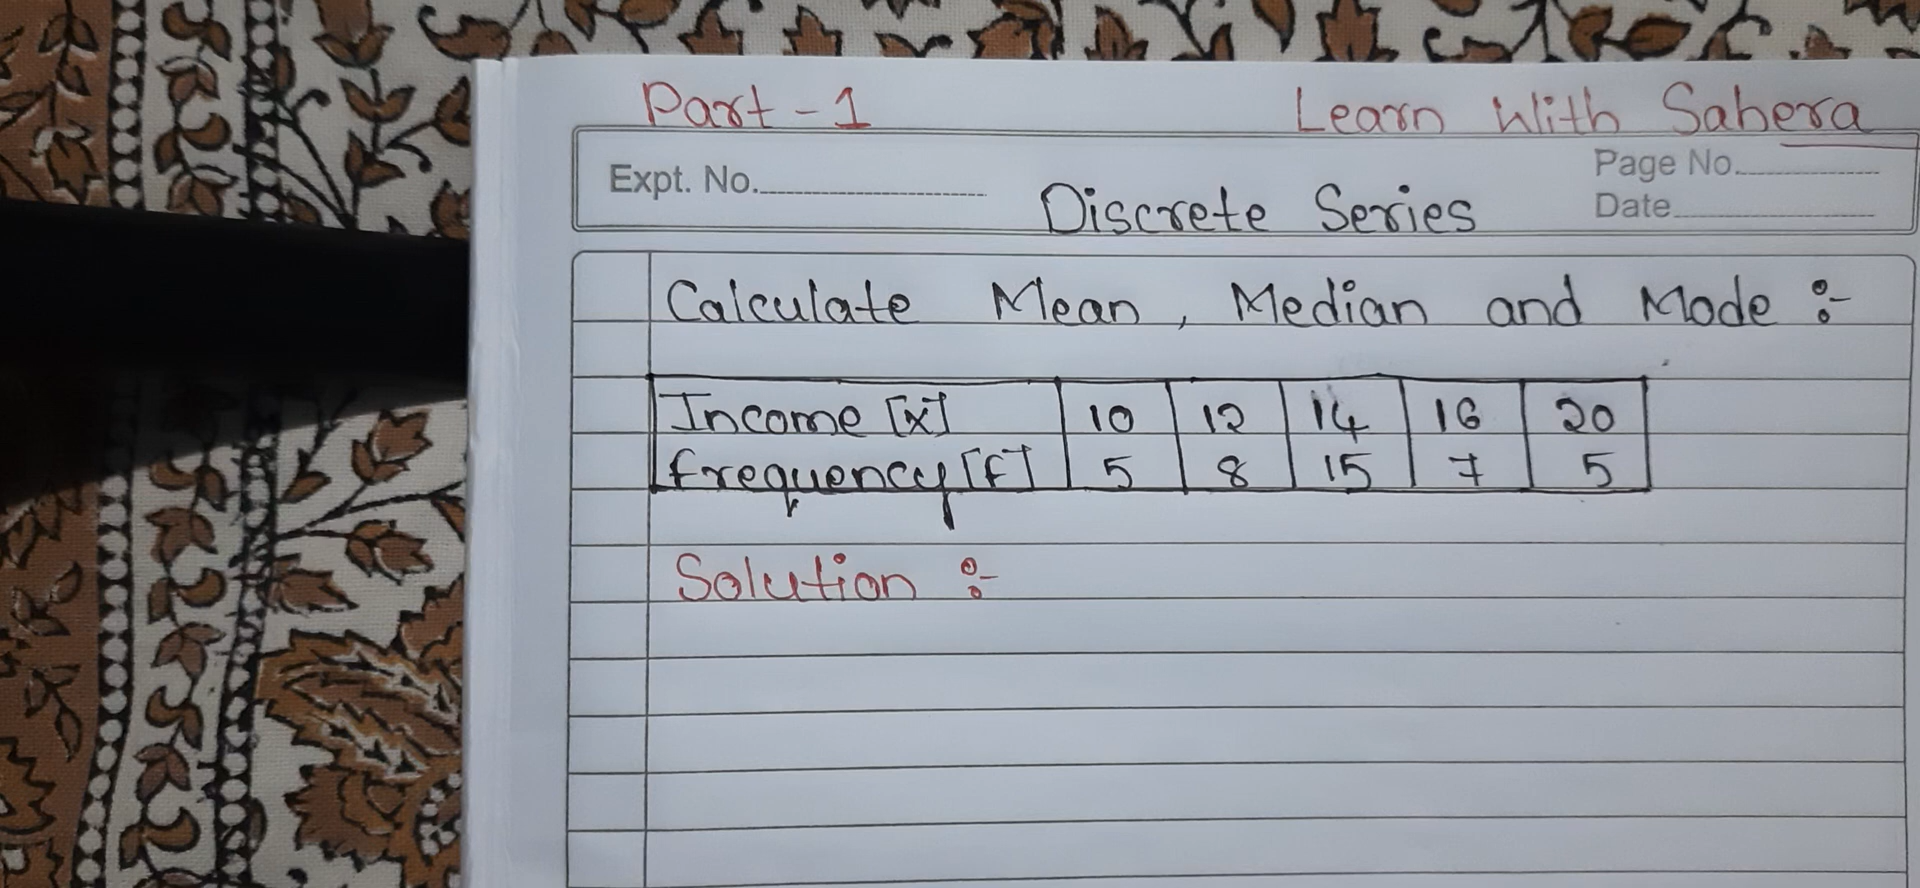 Part - 1 Learn With Sahera
Expt. No. Page No.
Discrete Series Date
Calculate Mean, Median and Mode :-
Income [x] 10 12 14 16 20
frequency [f] 5 8 15 7 5
Solution :-